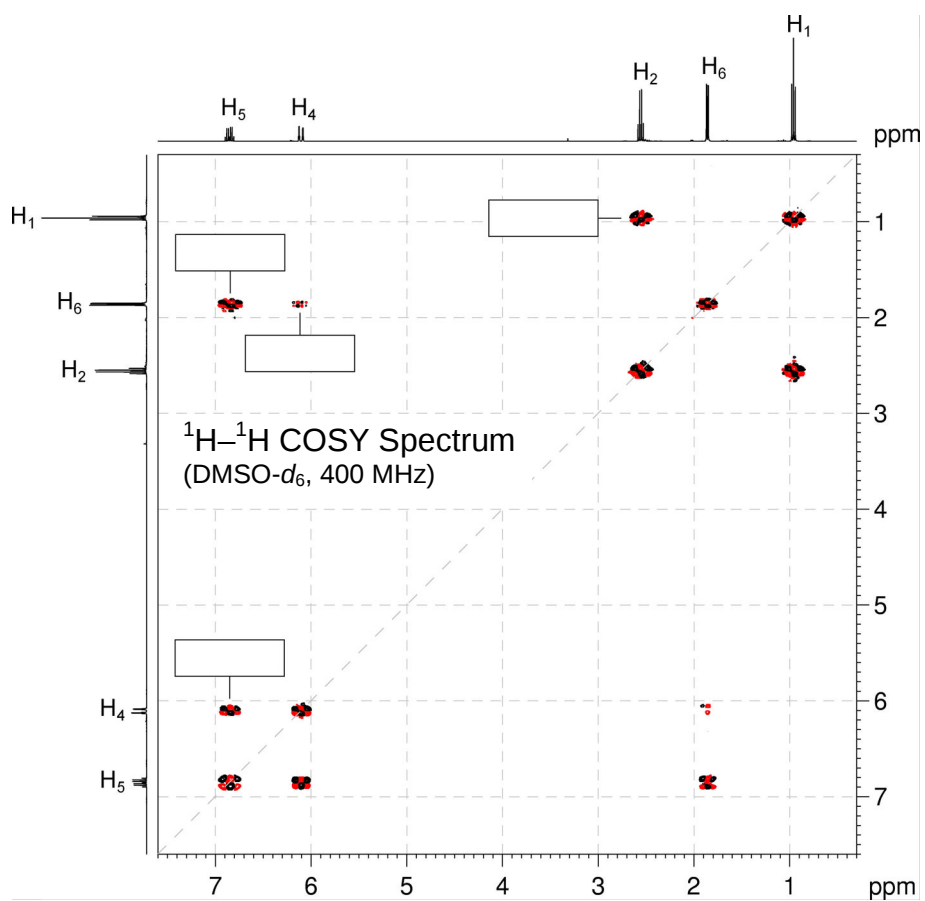 H₁
H₂
H₆
H₅
H₄
ppm
H₁
1
H₆
2
H₂
3
¹H–¹H COSY Spectrum
(DMSO-d₆, 400 MHz)
4
5
6
H₄
H₅
7
7 6 5 4 3 2 1 ppm